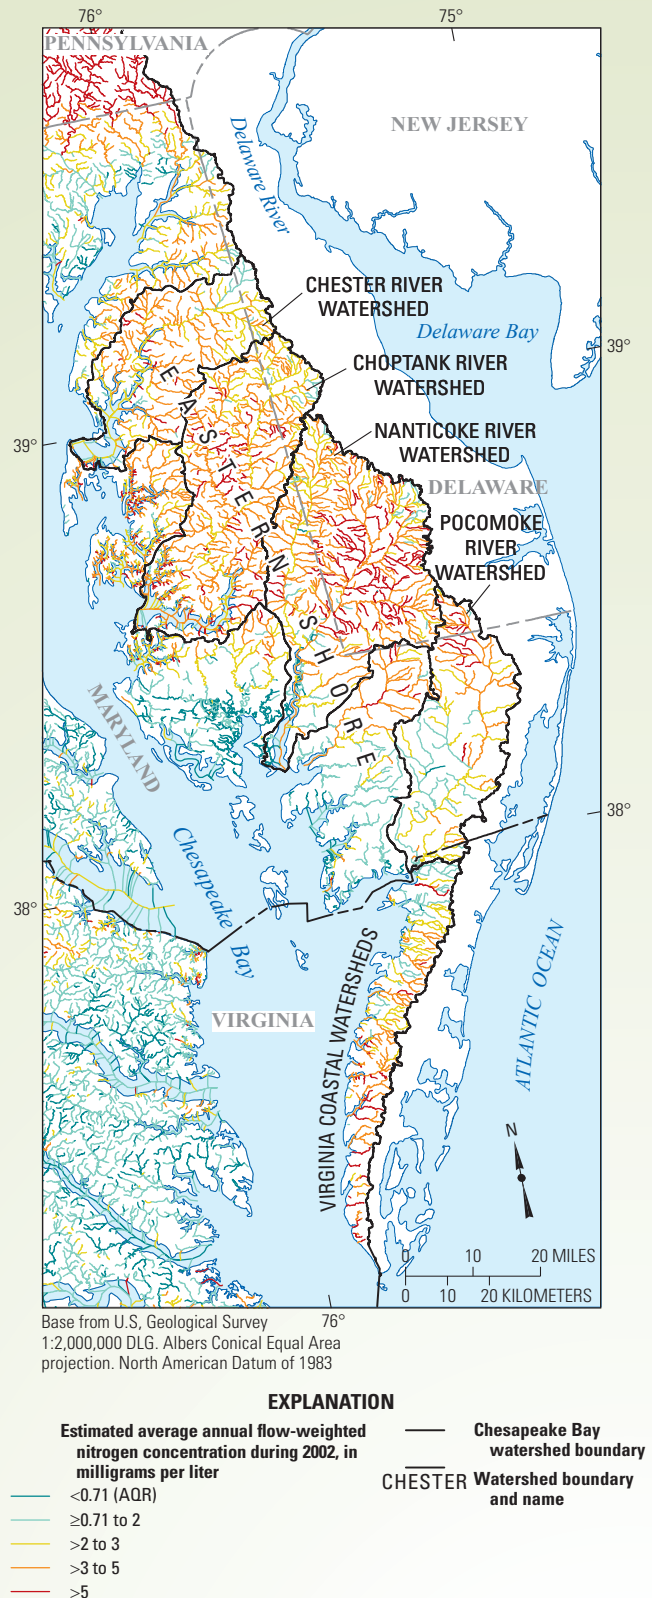 76°
75°
PENNSYLVANIA
NEW JERSEY
Delaware River
CHESTER RIVER
WATERSHED
Delaware Bay
39°
CHOPTANK RIVER
WATERSHED
NANTICOKE RIVER
WATERSHED
39°
DELAWARE
POCOMOKE
RIVER
WATERSHED
EASTERN SHORE
MARYLAND
38°
Chesapeake Bay
38°
VIRGINIA COASTAL WATERSHEDS
ATLANTIC OCEAN
VIRGINIA
N
0 10 20 MILES
0 10 20 KILOMETERS
76°
Base from U.S, Geological Survey
1:2,000,000 DLG. Albers Conical Equal Area
projection. North American Datum of 1983
EXPLANATION
Estimated average annual flow-weighted
nitrogen concentration during 2002, in
milligrams per liter
<0.71 (AQR)
≥0.71 to 2
>2 to 3
>3 to 5
>5
Chesapeake Bay
watershed boundary
CHESTER Watershed boundary
and name